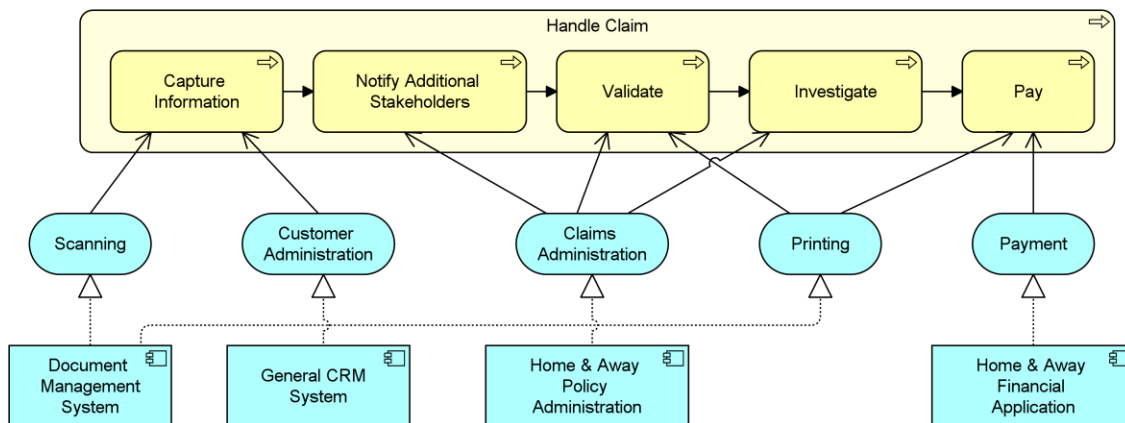 Handle Claim
Capture
Information
Notify Additional
Stakeholders
Validate
Investigate
Pay
Scanning
Customer
Administration
Claims
Administration
Printing
Payment
Document
Management
System
General CRM
System
Home & Away
Policy
Administration
Home & Away
Financial
Application